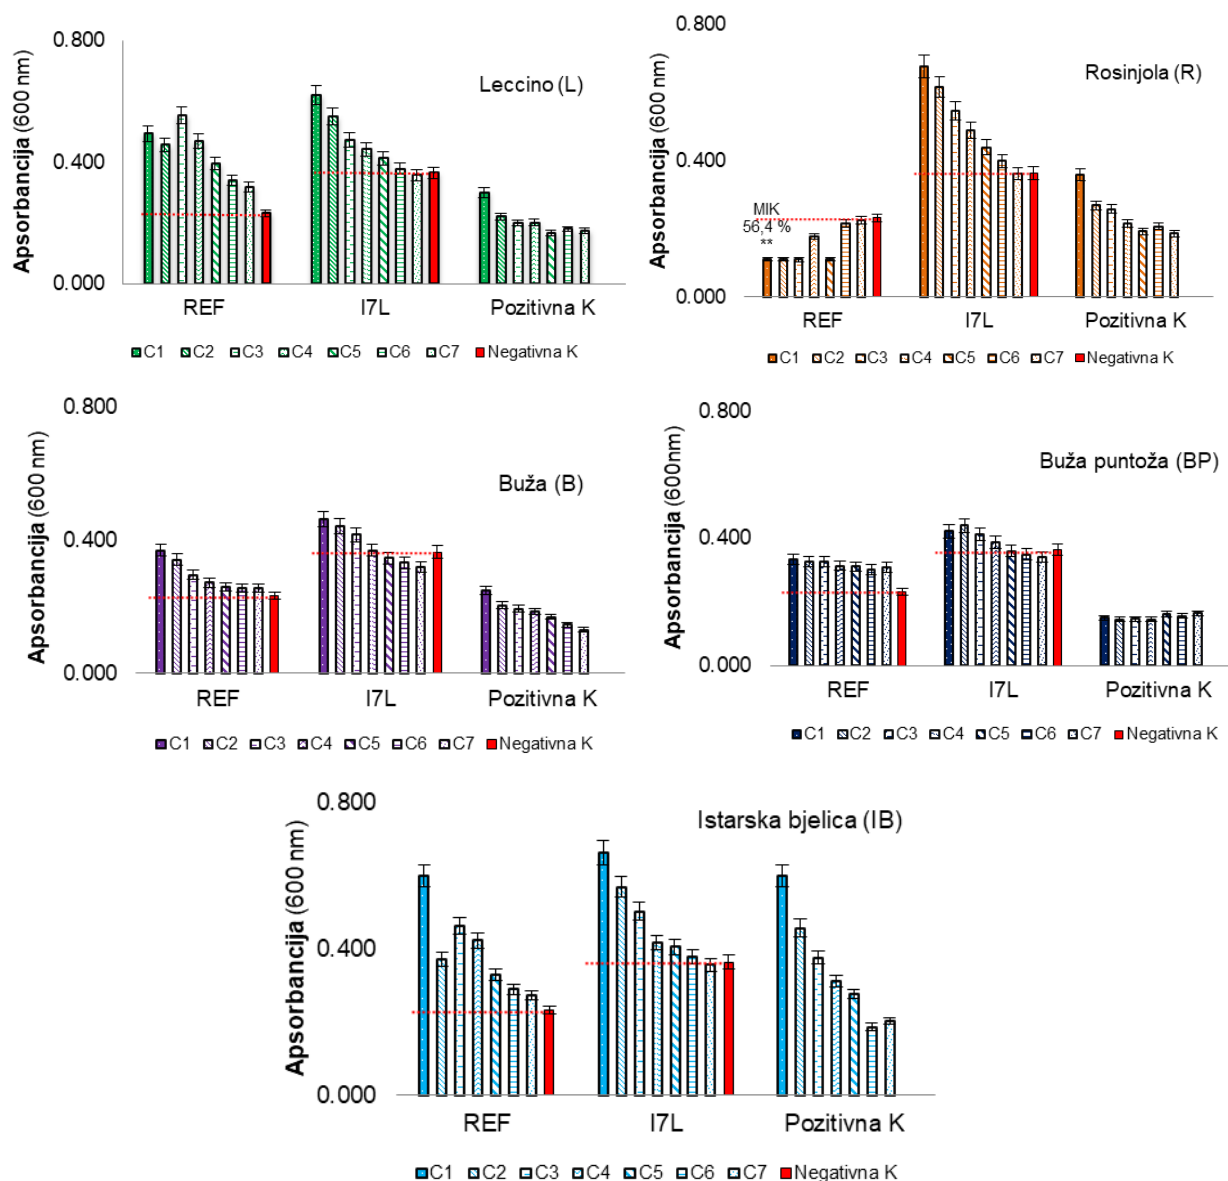 Apsorbancija (600 nm)
0.800
0.400
0.000
Leccino (L)
REF I7L Pozitivna K
C1 C2 C3 C4 C5 C6 C7 Negativna K
Apsorbancija (600 nm)
0.800
0.400
0.000
Rosinjola (R)
MIK
56,4 %
**
REF I7L Pozitivna K
C1 C2 C3 C4 C5 C6 C7 Negativna K
Apsorbancija (600 nm)
0.800
0.400
0.000
Buža (B)
REF I7L Pozitivna K
C1 C2 C3 C4 C5 C6 C7 Negativna K
Apsorbancija (600nm)
0.800
0.400
0.000
Buža puntoža (BP)
REF I7L Pozitivna K
C1 C2 C3 C4 C5 C6 C7 Negativna K
Apsorbancija (600 nm)
0.800
0.400
0.000
Istarska bjelica (IB)
REF I7L Pozitivna K
C1 C2 C3 C4 C5 C6 C7 Negativna K